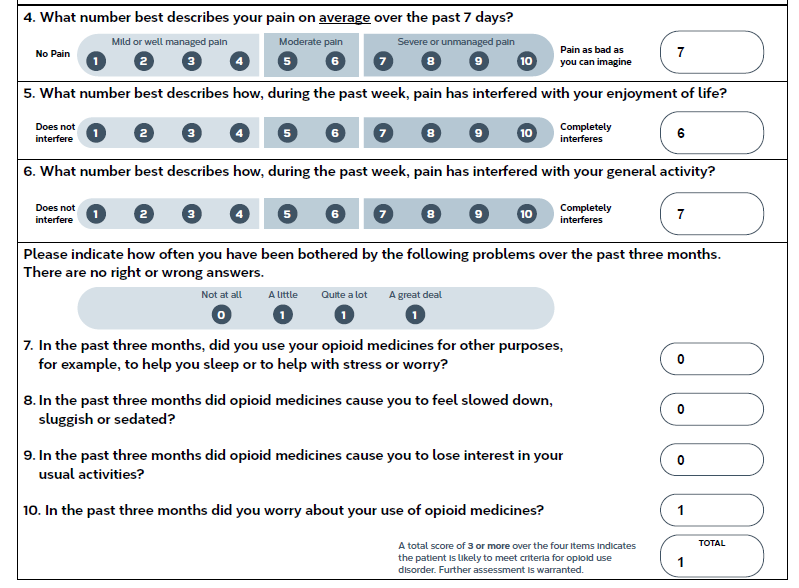 4. What number best describes your pain on average over the past 7 days?
Mild or well managed pain Moderate pain Severe or unmanaged pain
No Pain 1 2 3 4 5 6 7 8 9 10 Pain as bad as
you can imagine
7
5. What number best describes how, during the past week, pain has interfered with your enjoyment of life?
Does not
interfere 1 2 3 4 5 6 7 8 9 10 Completely
interferes
6
6. What number best describes how, during the past week, pain has interfered with your general activity?
Does not
interfere 1 2 3 4 5 6 7 8 9 10 Completely
interferes
7
Please indicate how often you have been bothered by the following problems over the past three months.
There are no right or wrong answers.
Not at all A little Quite a lot A great deal
0 1 1 1
7. In the past three months, did you use your opioid medicines for other purposes,
for example, to help you sleep or to help with stress or worry?
0
8. In the past three months did opioid medicines cause you to feel slowed down,
sluggish or sedated?
0
9. In the past three months did opioid medicines cause you to lose interest in your
usual activities?
0
10. In the past three months did you worry about your use of opioid medicines?
1
A total score of 3 or more over the four items indicates
the patient is likely to meet criteria for opioid use
disorder. Further assessment is warranted.
TOTAL
1